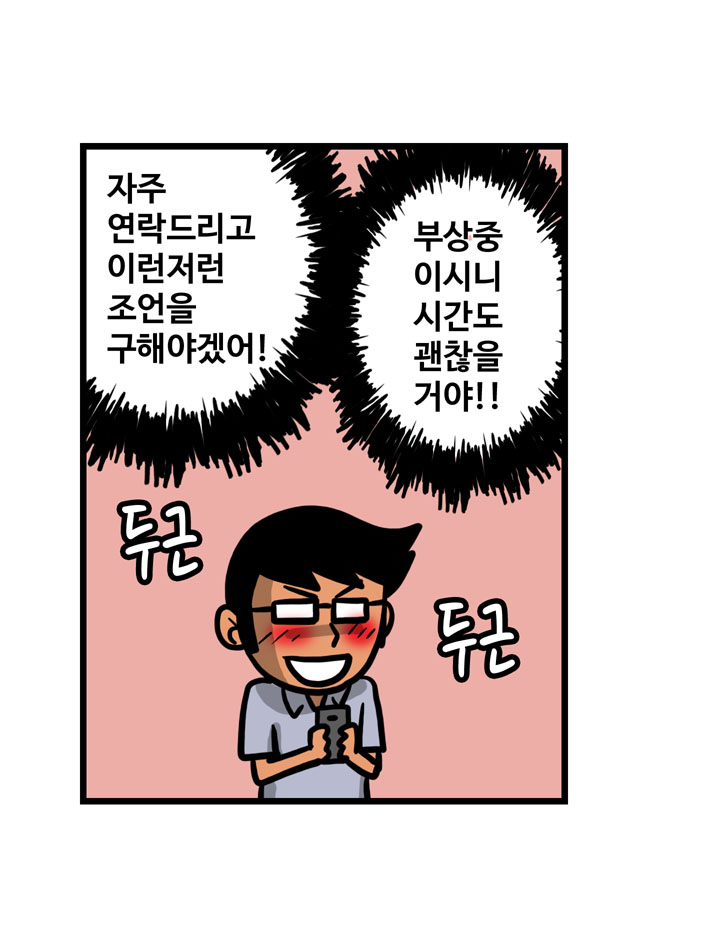 자주
연락드리고
이런저런
조언을
구해야겠어!
부상중
이시니
시간도
괜찮을
거야!!
두근
두근